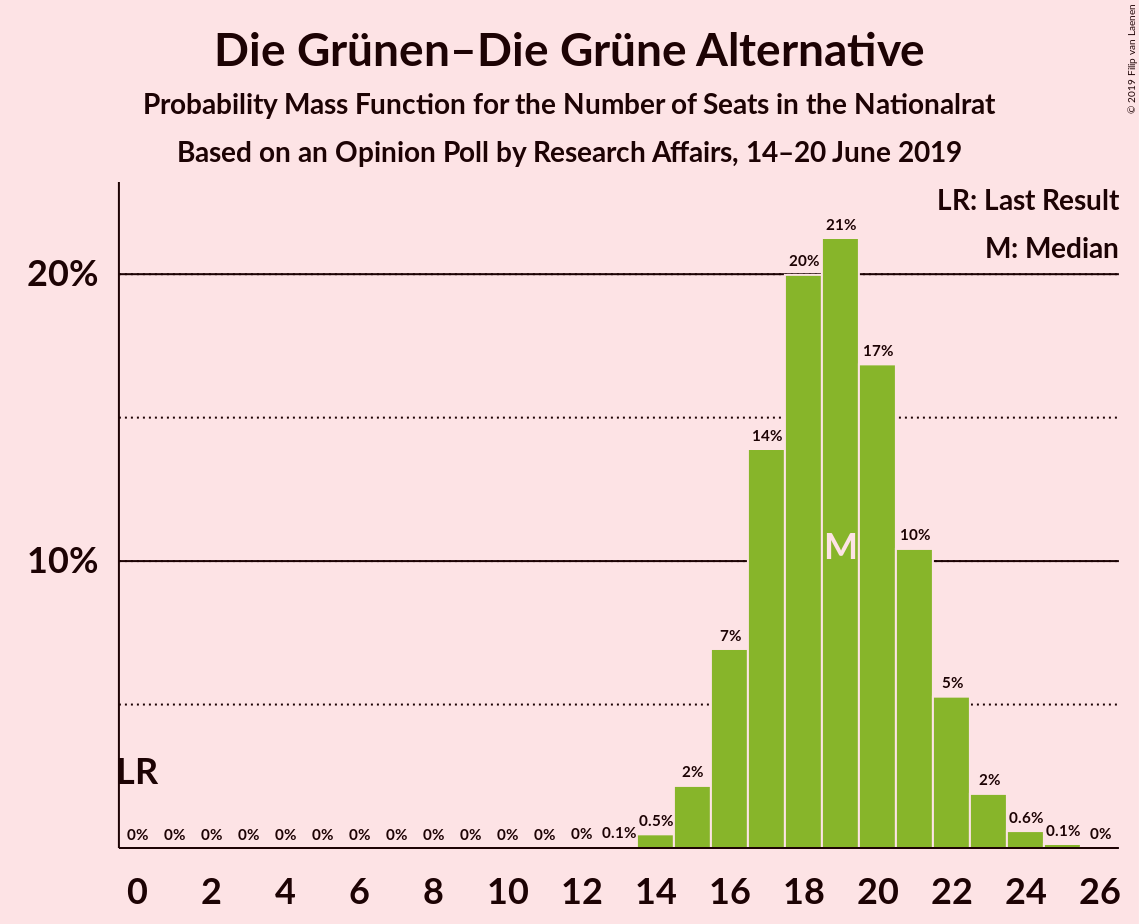 Die Grünen–Die Grüne Alternative
Probability Mass Function for the Number of Seats in the Nationalrat
Based on an Opinion Poll by Research Affairs, 14–20 June 2019
© 2019 Filip van Laenen
LR: Last Result
M: Median
21%
20%
20%
17%
14%
10%
M
10%
7%
5%
LR
2%
2%
0% 0% 0% 0% 0% 0% 0% 0% 0% 0% 0% 0% 0% 0.1% 0.5% 0.6% 0.1% 0%
0 2 4 6 8 10 12 14 16 18 20 22 24 26